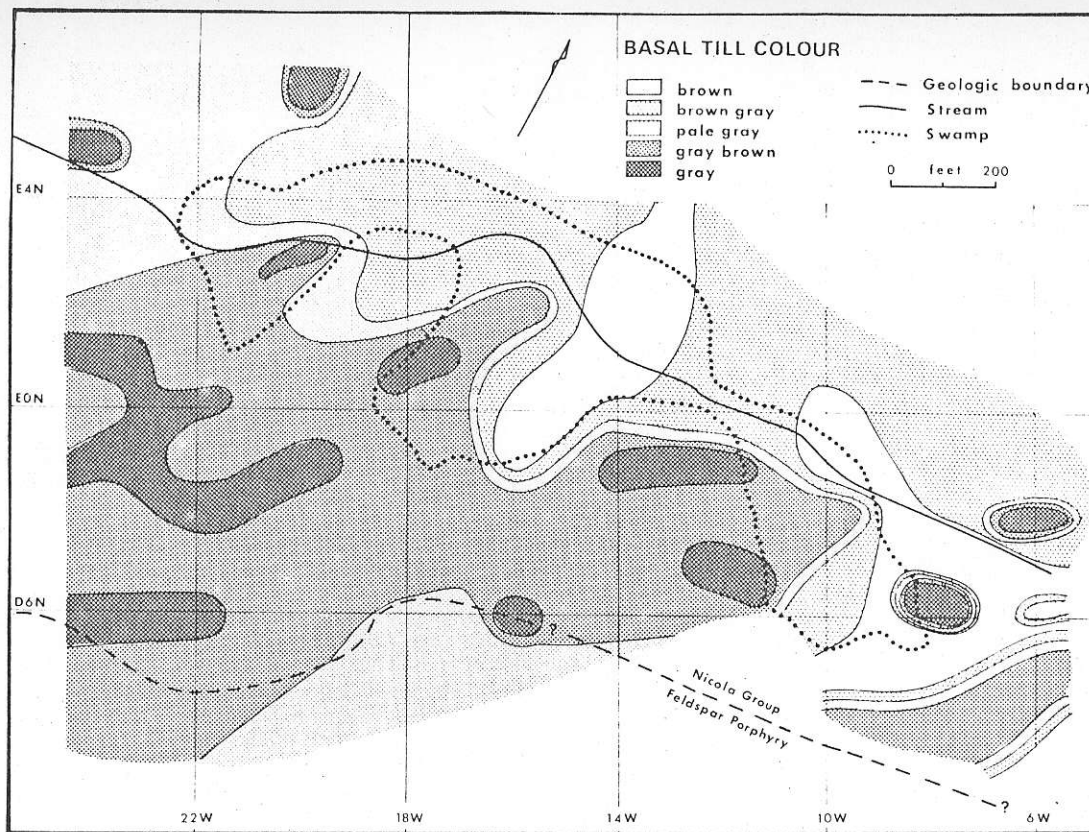 BASAL TILL COLOUR
brown
brown gray
pale gray
gray brown
gray
Geologic boundary
Stream
Swamp
0 feet 200
E4N
E0N
D6N
?
Nicola Group
Feldspar Porphyry
?
22W
18W
14W
10W
6W